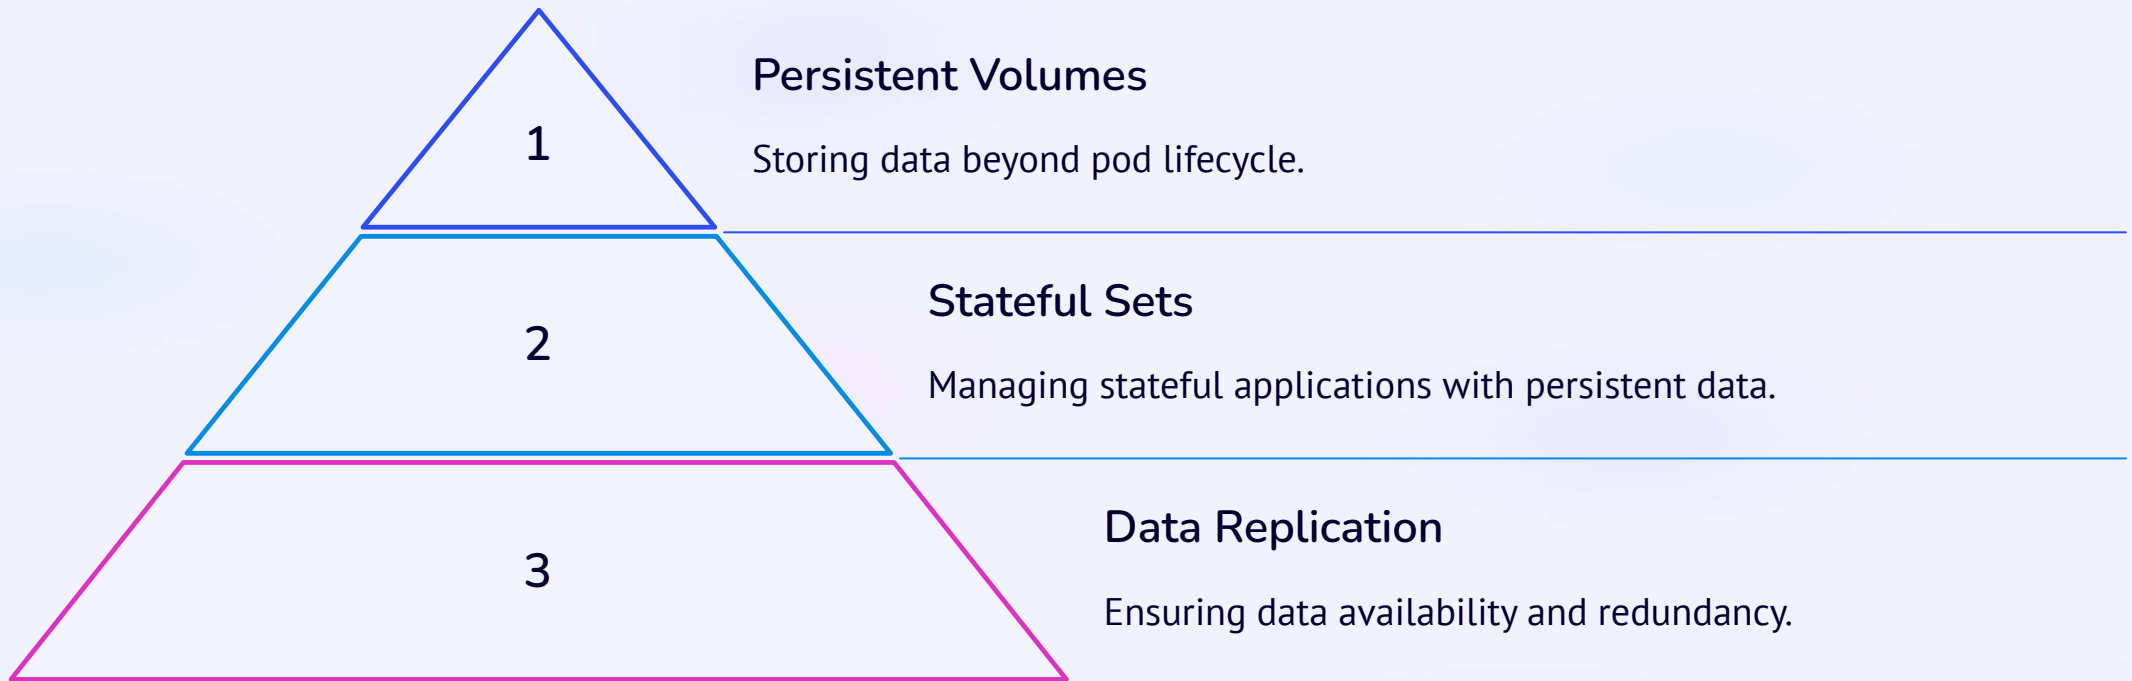 1
Persistent Volumes
Storing data beyond pod lifecycle.
2
Stateful Sets
Managing stateful applications with persistent data.
3
Data Replication
Ensuring data availability and redundancy.